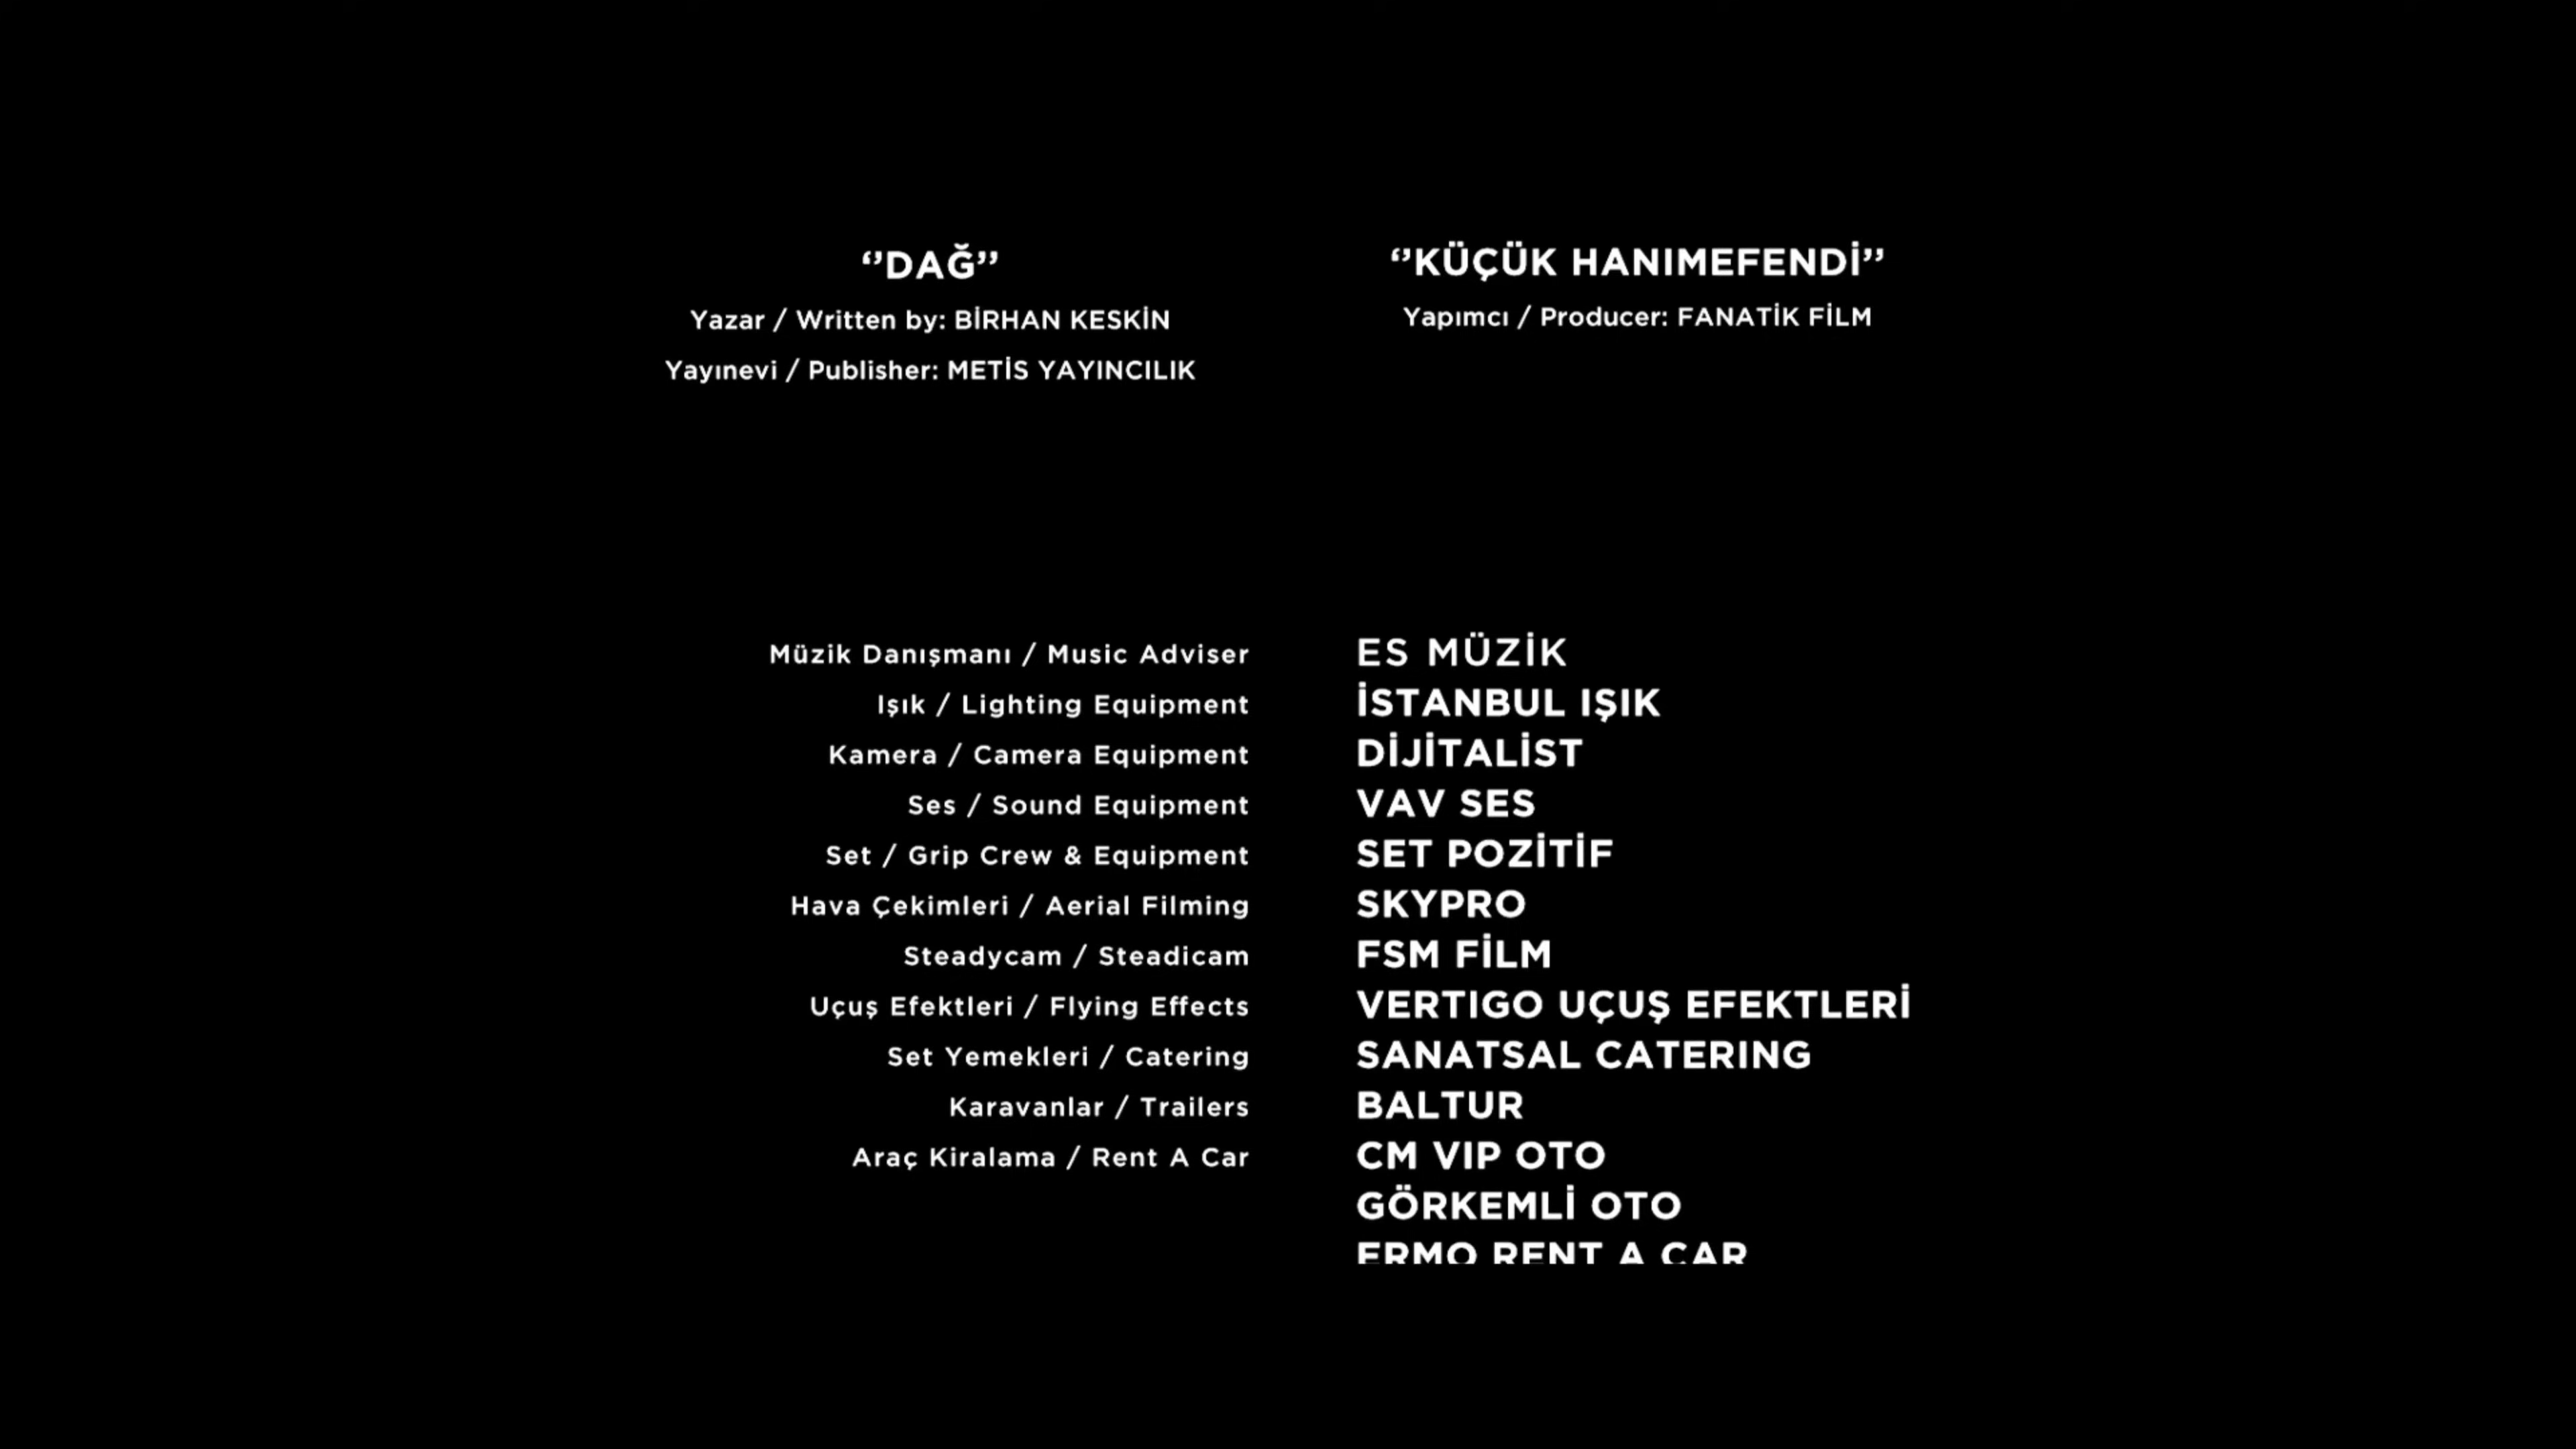 ‘’DAĞ’’
Yazar / Written by: BİRHAN KESKİN
Yayınevi / Publisher: METİS YAYINCILIK
‘’KÜÇÜK HANIMEFENDİ’’
Yapımcı / Producer: FANATİK FİLM
Müzik Danışmanı / Music Adviser ES MÜZİK
Işık / Lighting Equipment İSTANBUL IŞIK
Kamera / Camera Equipment DİJİTALİST
Ses / Sound Equipment VAV SES
Set / Grip Crew & Equipment SET POZİTİF
Hava Çekimleri / Aerial Filming SKYPRO
Steadycam / Steadicam FSM FİLM
Uçuş Efektleri / Flying Effects VERTIGO UÇUŞ EFEKTLERİ
Set Yemekleri / Catering SANATSAL CATERING
Karavanlar / Trailers BALTUR
Araç Kiralama / Rent A Car CM VIP OTO
GÖRKEMLİ OTO
ERMO RENT A CAR